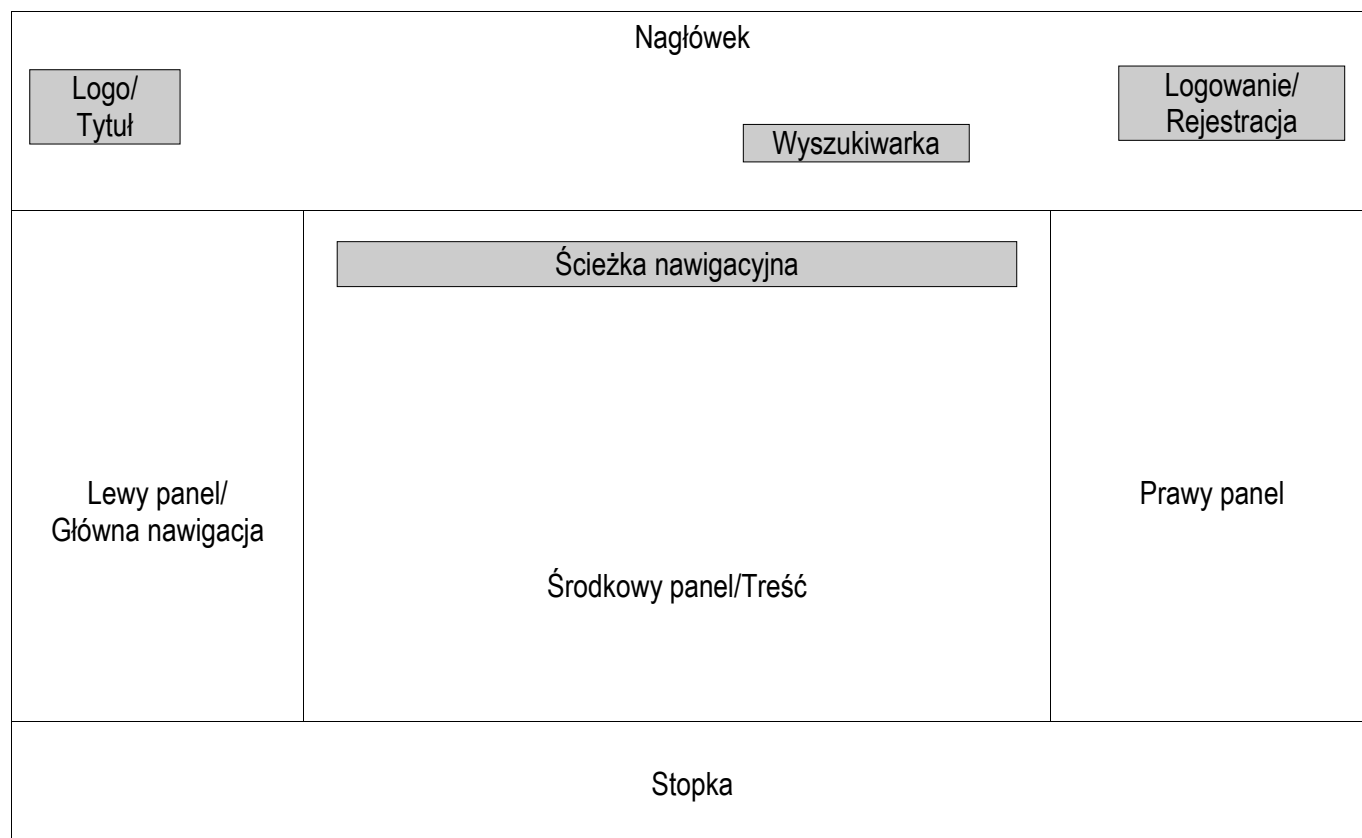 Nagłówek
Logo/
Tytuł
Logowanie/
Rejestracja
Wyszukiwarka
Ścieżka nawigacyjna
Lewy panel/
Główna nawigacja
Prawy panel
Środkowy panel/Treść
Stopka